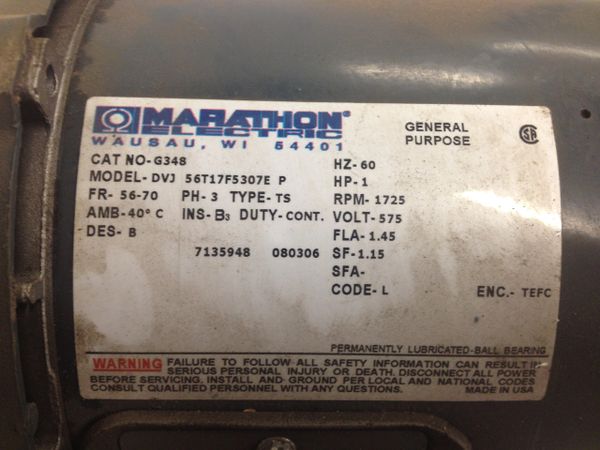 MARATHON®
ELECTRIC
WAUSAU, WI 54401
GENERAL
PURPOSE
CAT NO-G348
MODEL- DVJ 56T17F5307E P
FR- 56-70 PH- 3 TYPE- TS
AMB-40° C INS- B3 DUTY- CONT.
DES- B
7135948 080306
HZ- 60
HP- 1
RPM- 1725
VOLT- 575
FLA- 1.45
SF- 1.15
SFA-
CODE- L
ENC.- TEFC
PERMANENTLY LUBRICATED-BALL BEARING
WARNING FAILURE TO FOLLOW ALL SAFETY INFORMATION CAN RESULT IN
SERIOUS PERSONAL INJURY OR DEATH. DISCONNECT ALL POWER
BEFORE SERVICING. INSTALL AND GROUND PER LOCAL AND NATIONAL CODES
CONSULT QUALIFIED PERSONNEL WITH ANY QUESTIONS. MADE IN USA